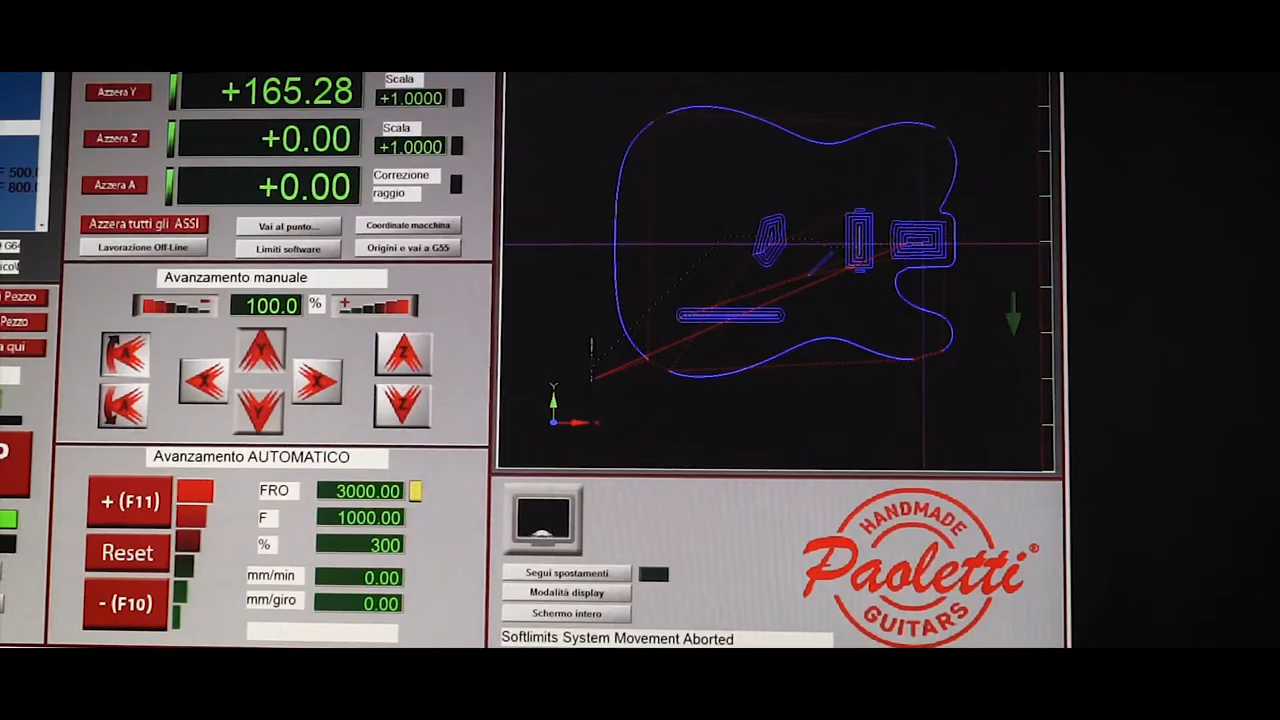 Azzera Y
+165.28
Scala
+1.0000
Azzera Z
+0.00
Scala
+1.0000
Azzera A
+0.00
Correzione
raggio
F 500.
F 800.
Azzera tutti gli ASSI
Vai al punto...
Coordinate macchina
Lavorazione Off-Line
Limiti software
Origini e vai a G55
G64
Pezzo
Pezzo
a qui
Avanzamento manuale
100.0 %
- +
A Y Z
X X
A Y Z
Y
X
Avanzamento AUTOMATICO
+ (F11)
FRO 3000.00
F 1000.00
Reset
% 300
mm/min 0.00
- (F10)
mm/giro 0.00
Segui spostamenti
Modalità display
Schermo intero
Softlimits System Movement Aborted
HANDMADE
Paoletti®
GUITARS